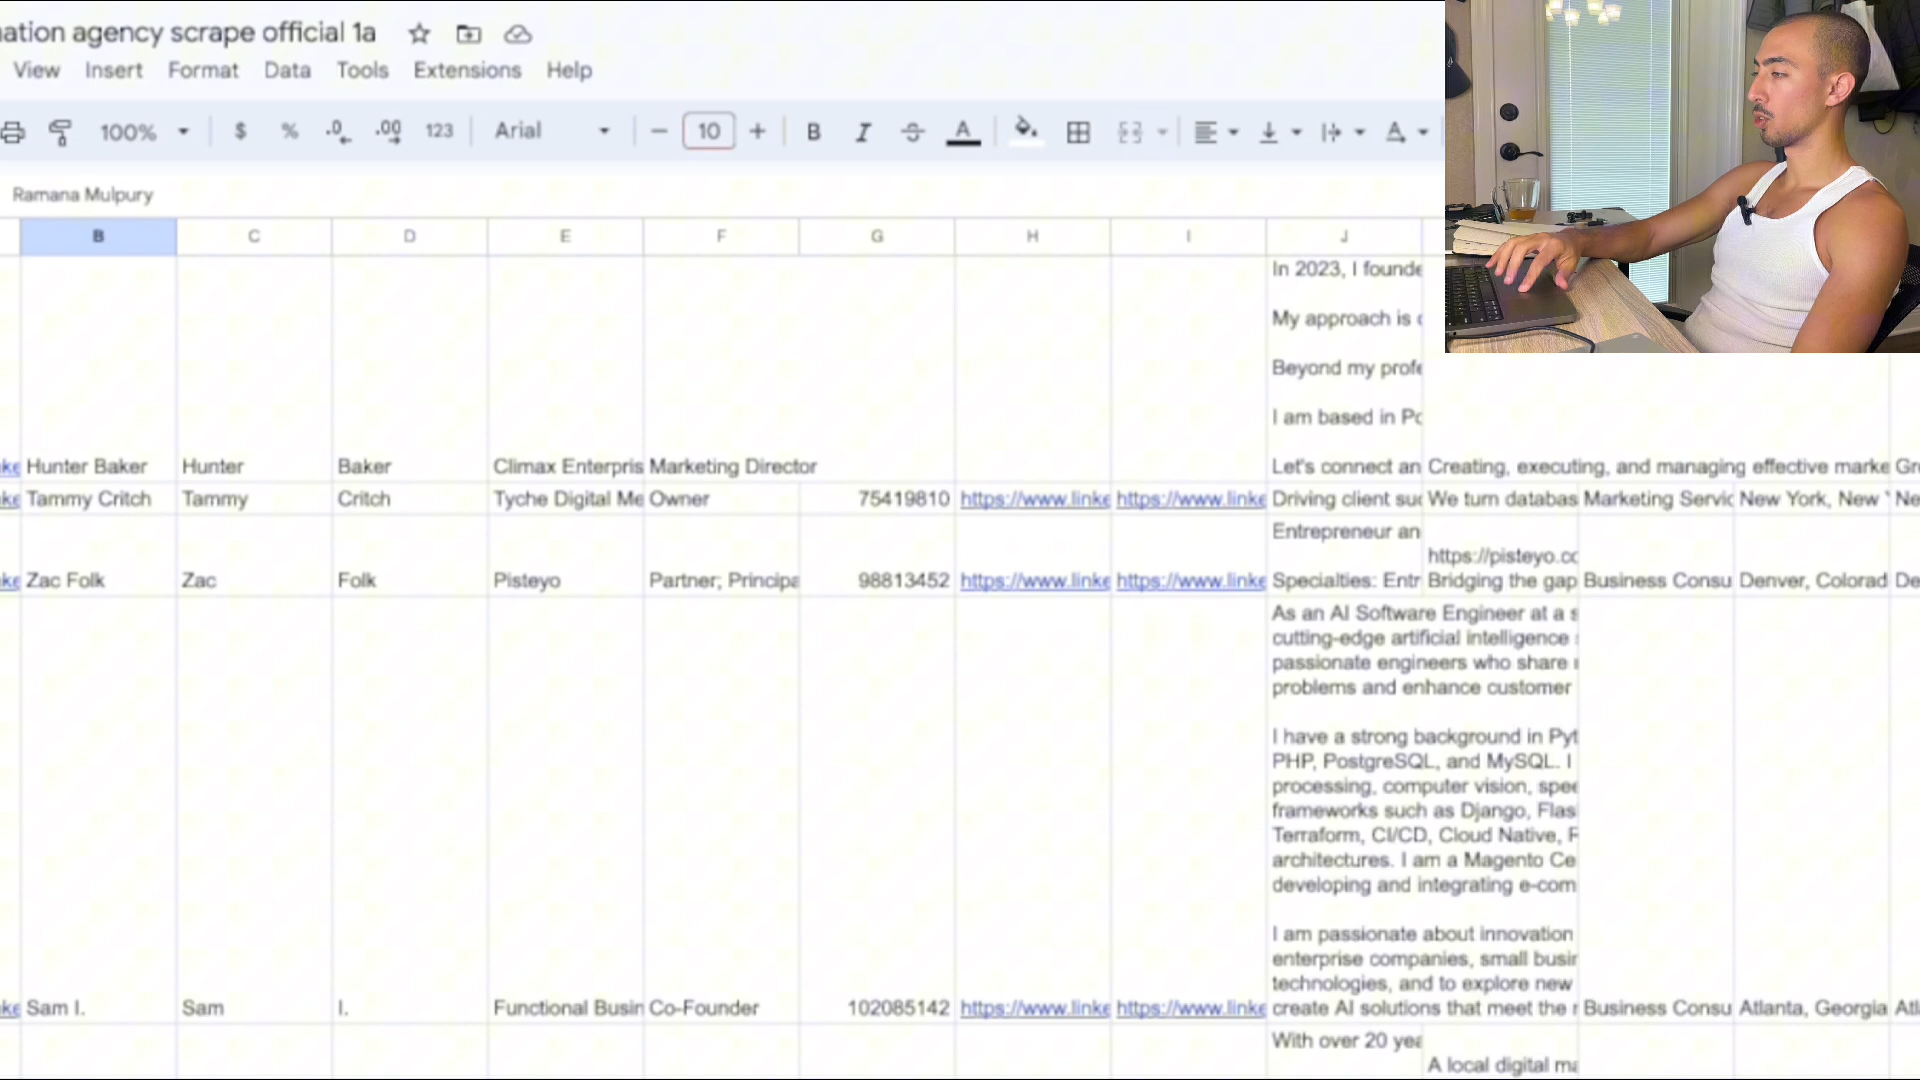 ation agency scrape official 1a
View Insert Format Data Tools Extensions Help
100% $ % .0 .00 123 Arial 10 B I S A
Ramana Mulpury
B C D E F G H I J
In 2023, I founde
My approach is
Beyond my profe
I am based in Po
ke Hunter Baker Hunter Baker Climax Enterpris Marketing Director Let's connect an Creating, executing, and managing effective marke Gr
ke Tammy Critch Tammy Critch Tyche Digital Me Owner 75419810 https://www.linke https://www.linke Driving client suc We turn databas Marketing Servic New York, New Ne
Entrepreneur an
https://pisteyo.cc
ke Zac Folk Zac Folk Pisteyo Partner; Principa 98813452 https://www.linke https://www.linke Specialties: Entr Bridging the gap Business Consu Denver, Colorad De
As an AI Software Engineer at a s
cutting-edge artificial intelligence
passionate engineers who share
problems and enhance customer
I have a strong background in Pyt
PHP, PostgreSQL, and MySQL. I
processing, computer vision, spee
frameworks such as Django, Flas
Terraform, CI/CD, Cloud Native, F
architectures. I am a Magento Ce
developing and integrating e-com
I am passionate about innovation
enterprise companies, small busir
technologies, and to explore new
ke Sam I. Sam I. Functional Busin Co-Founder 102085142 https://www.linke https://www.linke create AI solutions that meet the r Business Consu Atlanta, Georgia Atl
With over 20 yea
A local digital ma